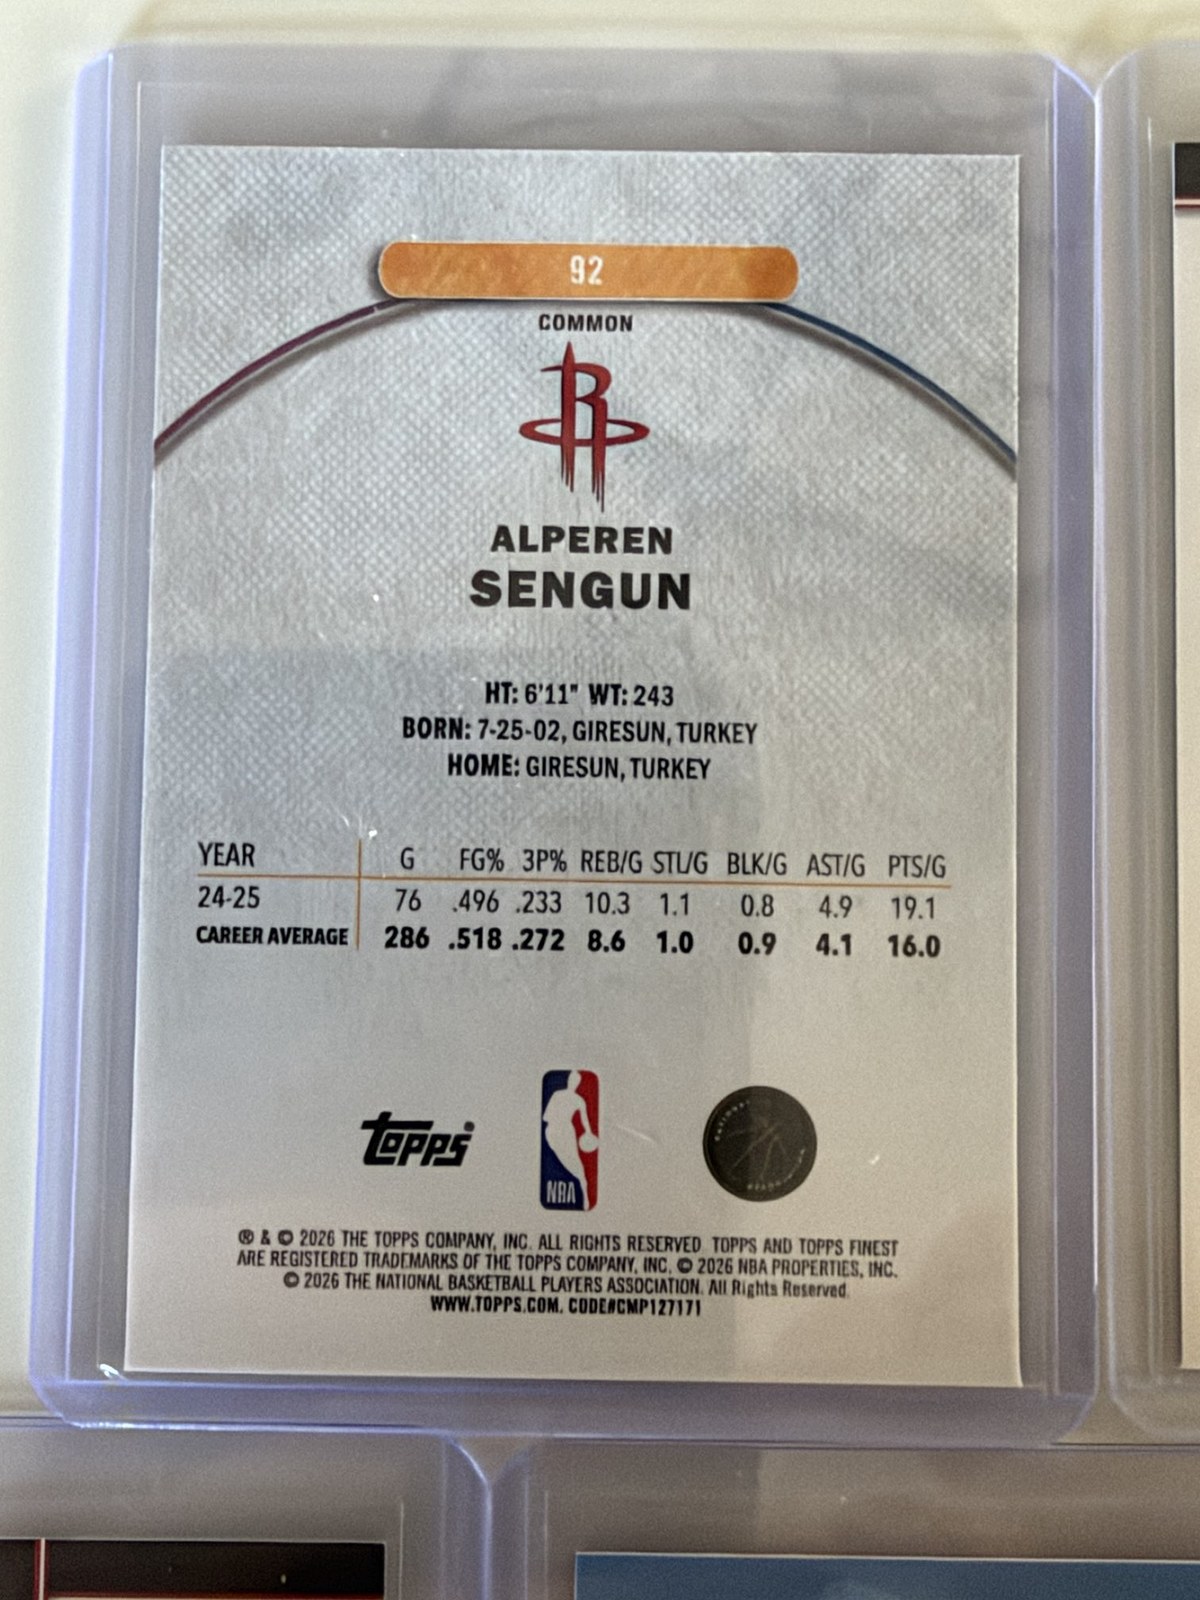 92
COMMON
R
ALPEREN
SENGUN
HT: 6'11" WT: 243
BORN: 7-25-02, GIRESUN, TURKEY
HOME: GIRESUN, TURKEY
YEAR G FG% 3P% REB/G STL/G BLK/G AST/G PTS/G
24-25 76 .496 .233 10.3 1.1 0.8 4.9 19.1
CAREER AVERAGE 286 .518 .272 8.6 1.0 0.9 4.1 16.0
topps NBA
® & © 2026 THE TOPPS COMPANY, INC. ALL RIGHTS RESERVED. TOPPS AND TOPPS FINEST
ARE REGISTERED TRADEMARKS OF THE TOPPS COMPANY, INC. © 2026 NBA PROPERTIES, INC.
© 2026 THE NATIONAL BASKETBALL PLAYERS ASSOCIATION. All Rights Reserved.
WWW.TOPPS.COM. CODE#CMP127171